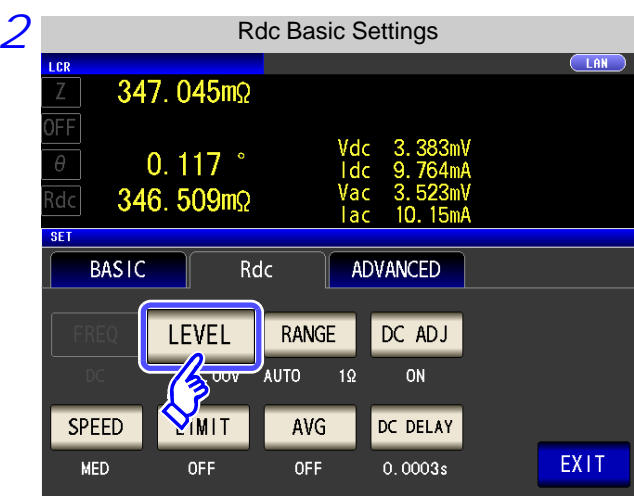 2
Rdc Basic Settings
LCR
LAN
Z 347.045mΩ
OFF
Vdc 3.383mV
θ 0.117 ° Idc 9.764mA
Rdc 346.509mΩ Vac 3.523mV
Iac 10.15mA
SET
BASIC Rdc ADVANCED
FREQ LEVEL RANGE DC ADJ
DC AUTO 1Ω ON
SPEED LIMIT AVG DC DELAY
MED OFF OFF 0.0003s
EXIT